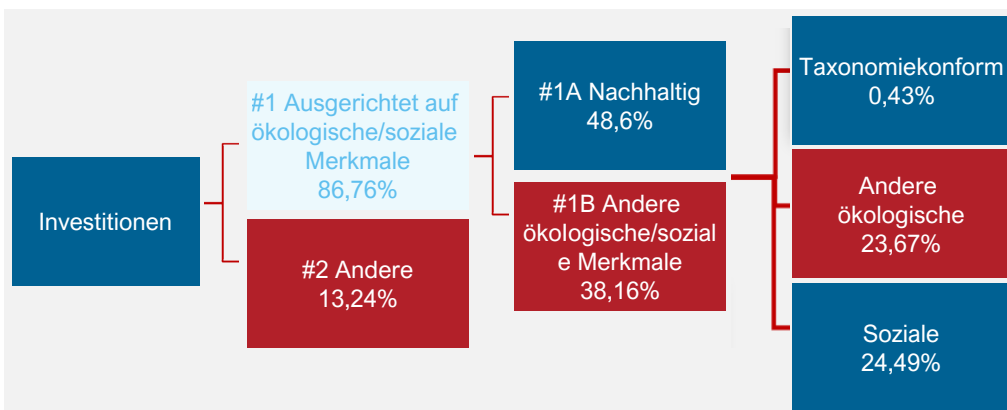 Investitionen
#1 Ausgerichtet auf
ökologische/soziale
Merkmale
86,76%
#2 Andere
13,24%
#1A Nachhaltig
48,6%
#1B Andere
ökologische/sozial
e Merkmale
38,16%
Taxonomiekonform
0,43%
Andere
ökologische
23,67%
Soziale
24,49%